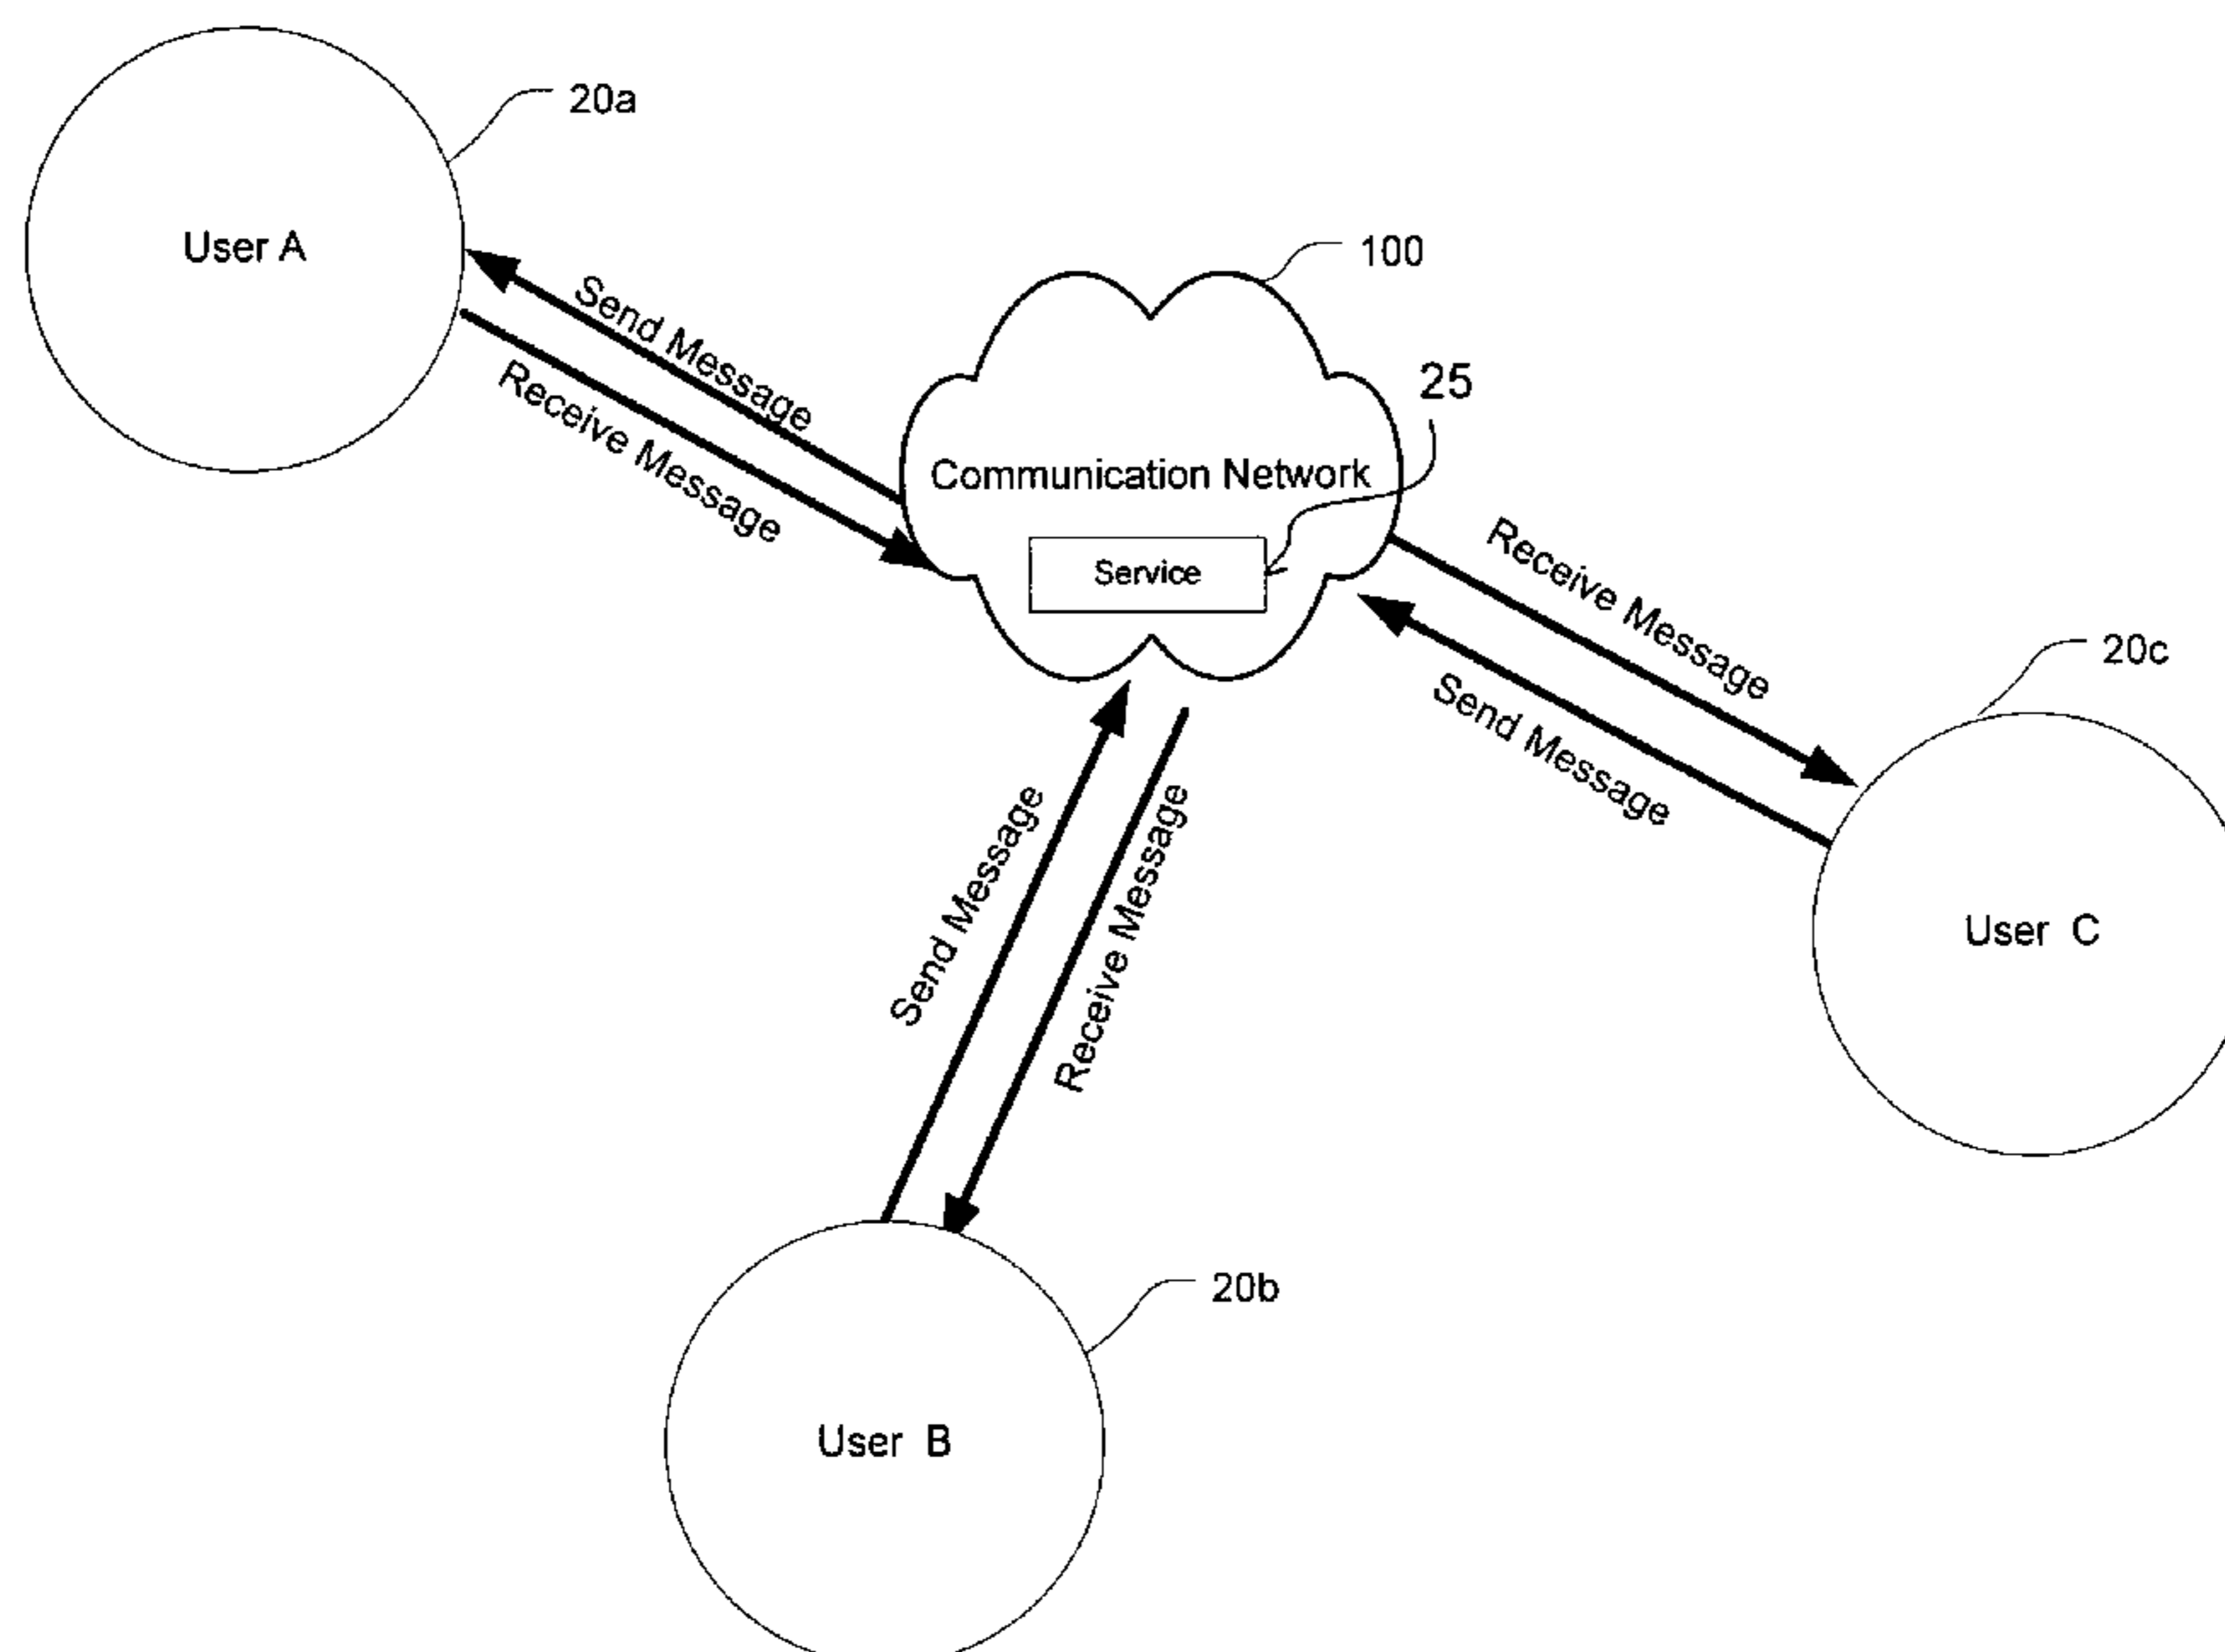 20a
User A
100
Send Message
Receive Message
25
Communication Network
Service
Receive Message
Send Message
20c
Send Message
Receive Message
User C
20b
User B